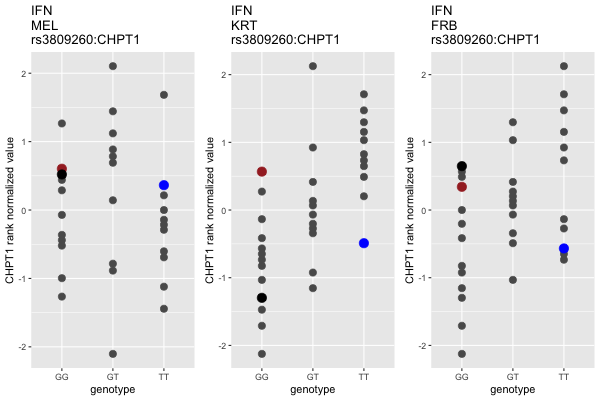 IFN
MEL
rs3809260:CHPT1
CHPT1 rank normalized value
2
1
0
-1
-2
GG GT TT
genotype
IFN
KRT
rs3809260:CHPT1
CHPT1 rank normalized value
2
1
0
-1
-2
GG GT TT
genotype
IFN
FRB
rs3809260:CHPT1
CHPT1 rank normalized value
2
1
0
-1
-2
GG GT TT
genotype